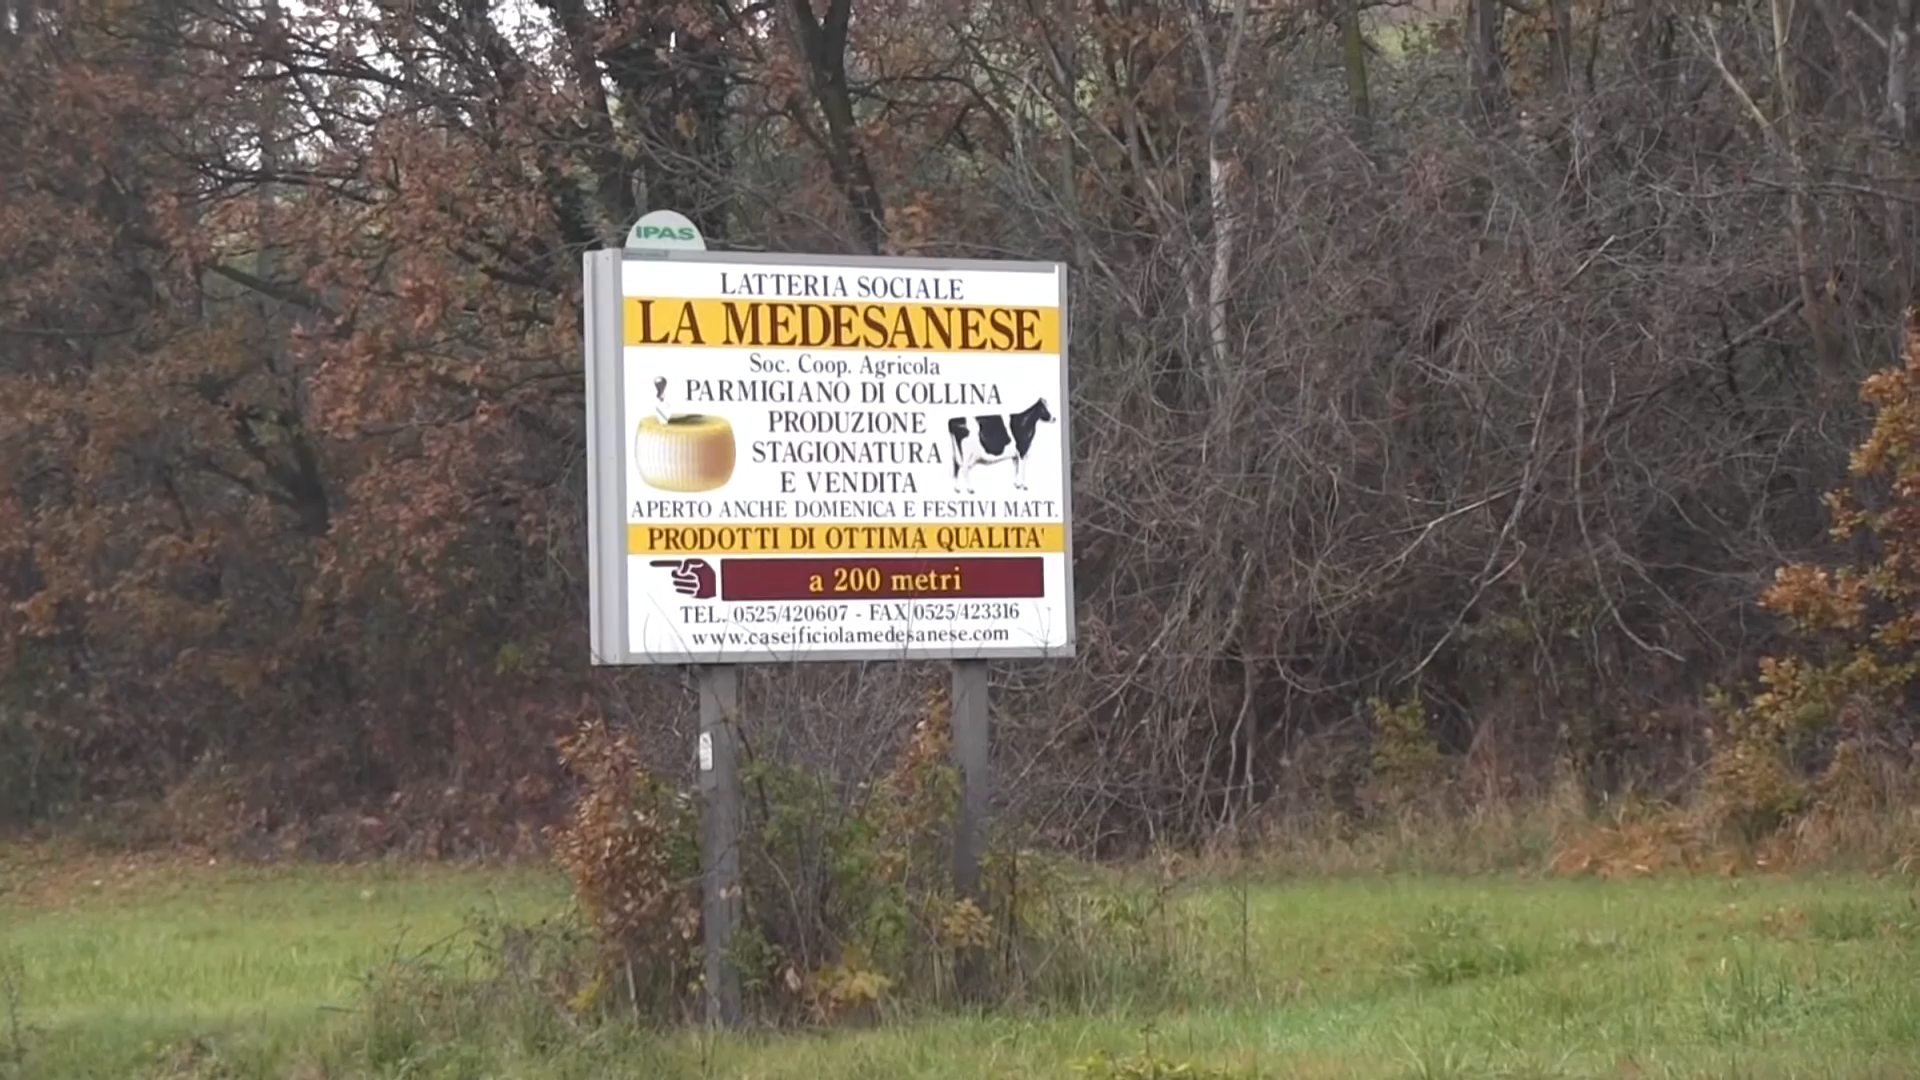 IPAS
LATTERIA SOCIALE
LA MEDESANESE
Soc. Coop. Agricola
PARMIGIANO DI COLLINA
PRODUZIONE
STAGIONATURA
E VENDITA
APERTO ANCHE DOMENICA E FESTIVI MATT.
PRODOTTI DI OTTIMA QUALITA'
a 200 metri
TEL. 0525/420607 - FAX 0525/423316
www.caseificiolamedesanese.com